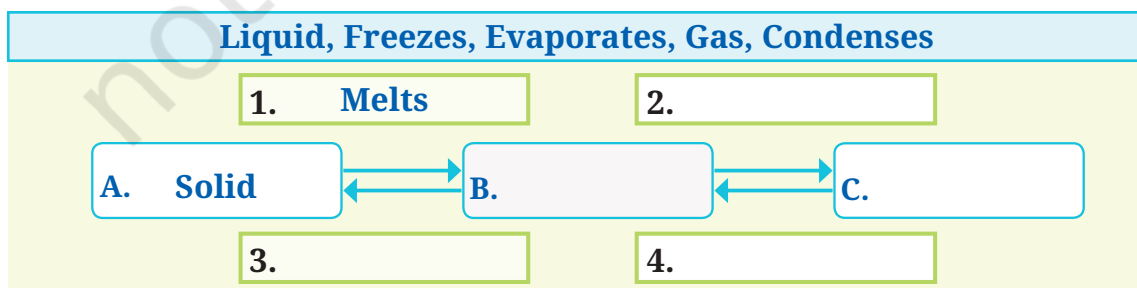 Liquid, Freezes, Evaporates, Gas, Condenses
1. Melts
2.
A. Solid
B.
C.
3.
4.